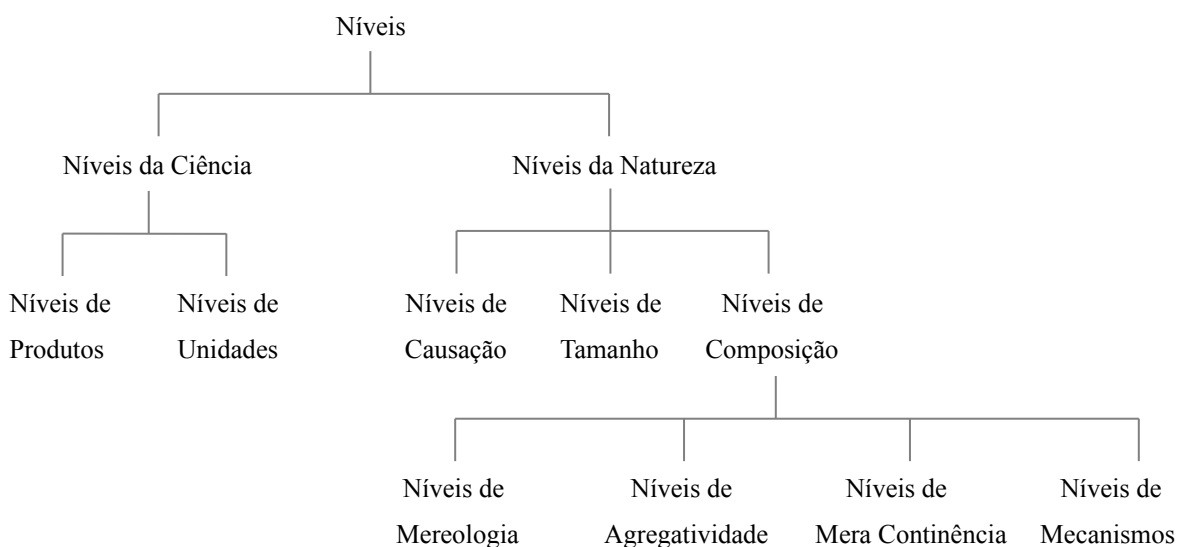 Níveis
Níveis da Ciência
Níveis da Natureza
Níveis de
Produtos
Níveis de
Unidades
Níveis de
Causação
Níveis de
Tamanho
Níveis de
Composição
Níveis de
Mereologia
Níveis de
Agregatividade
Níveis de
Mera Continência
Níveis de
Mecanismos